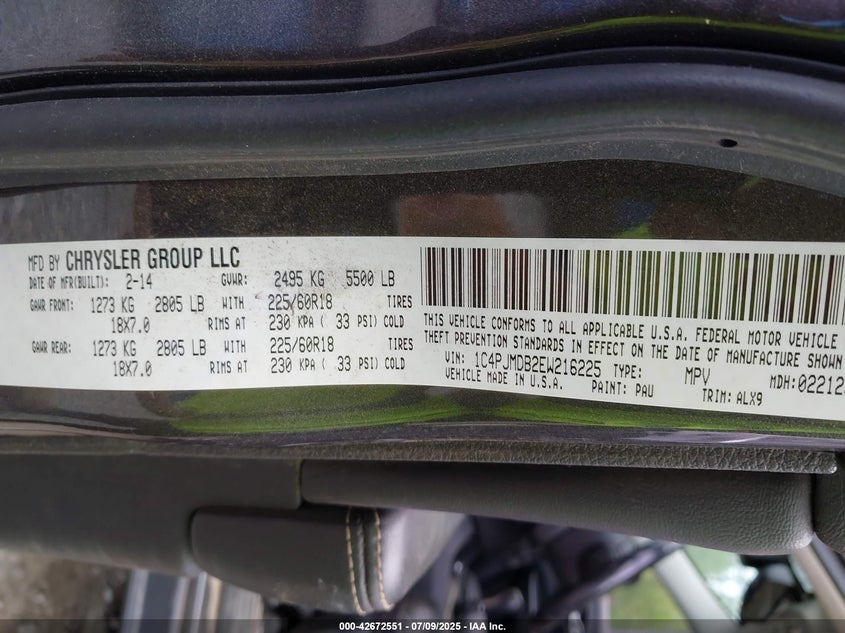 MFD BY CHRYSLER GROUP LLC
DATE OF MFR(BUILT): 2-14 GVWR: 2495 KG 5500 LB
GAWR FRONT: 1273 KG 2805 LB WITH 225/60R18 TIRES
18X7.0 RIMS AT 230 KPA ( 33 PSI) COLD
GAWR REAR: 1273 KG 2805 LB WITH 225/60R18 TIRES
18X7.0 RIMS AT 230 KPA ( 33 PSI) COLD
THIS VEHICLE CONFORMS TO ALL APPLICABLE U.S.A. FEDERAL MOTOR VEHICLE
THEFT PREVENTION STANDARDS IN EFFECT ON THE DATE OF MANUFACTURE SHOWN
VIN: 1C4PJMDB2EW216225 TYPE: MPV MDH: 02212
VEHICLE MADE IN U.S.A. PAINT: PAU TRIM: ALX9
000-42672551 / 07/09/2025 - © IAA, Inc.